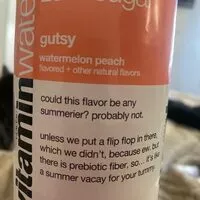 zero sugar
gutsy
watermelon peach
flavored + other natural flavors
vitaminwater
could this flavor be any
summerier? probably not.
unless we put a flip flop in there,
which we didn't, because ew. but
there is prebiotic fiber, so... it's like
a summer vacay for your tummy.